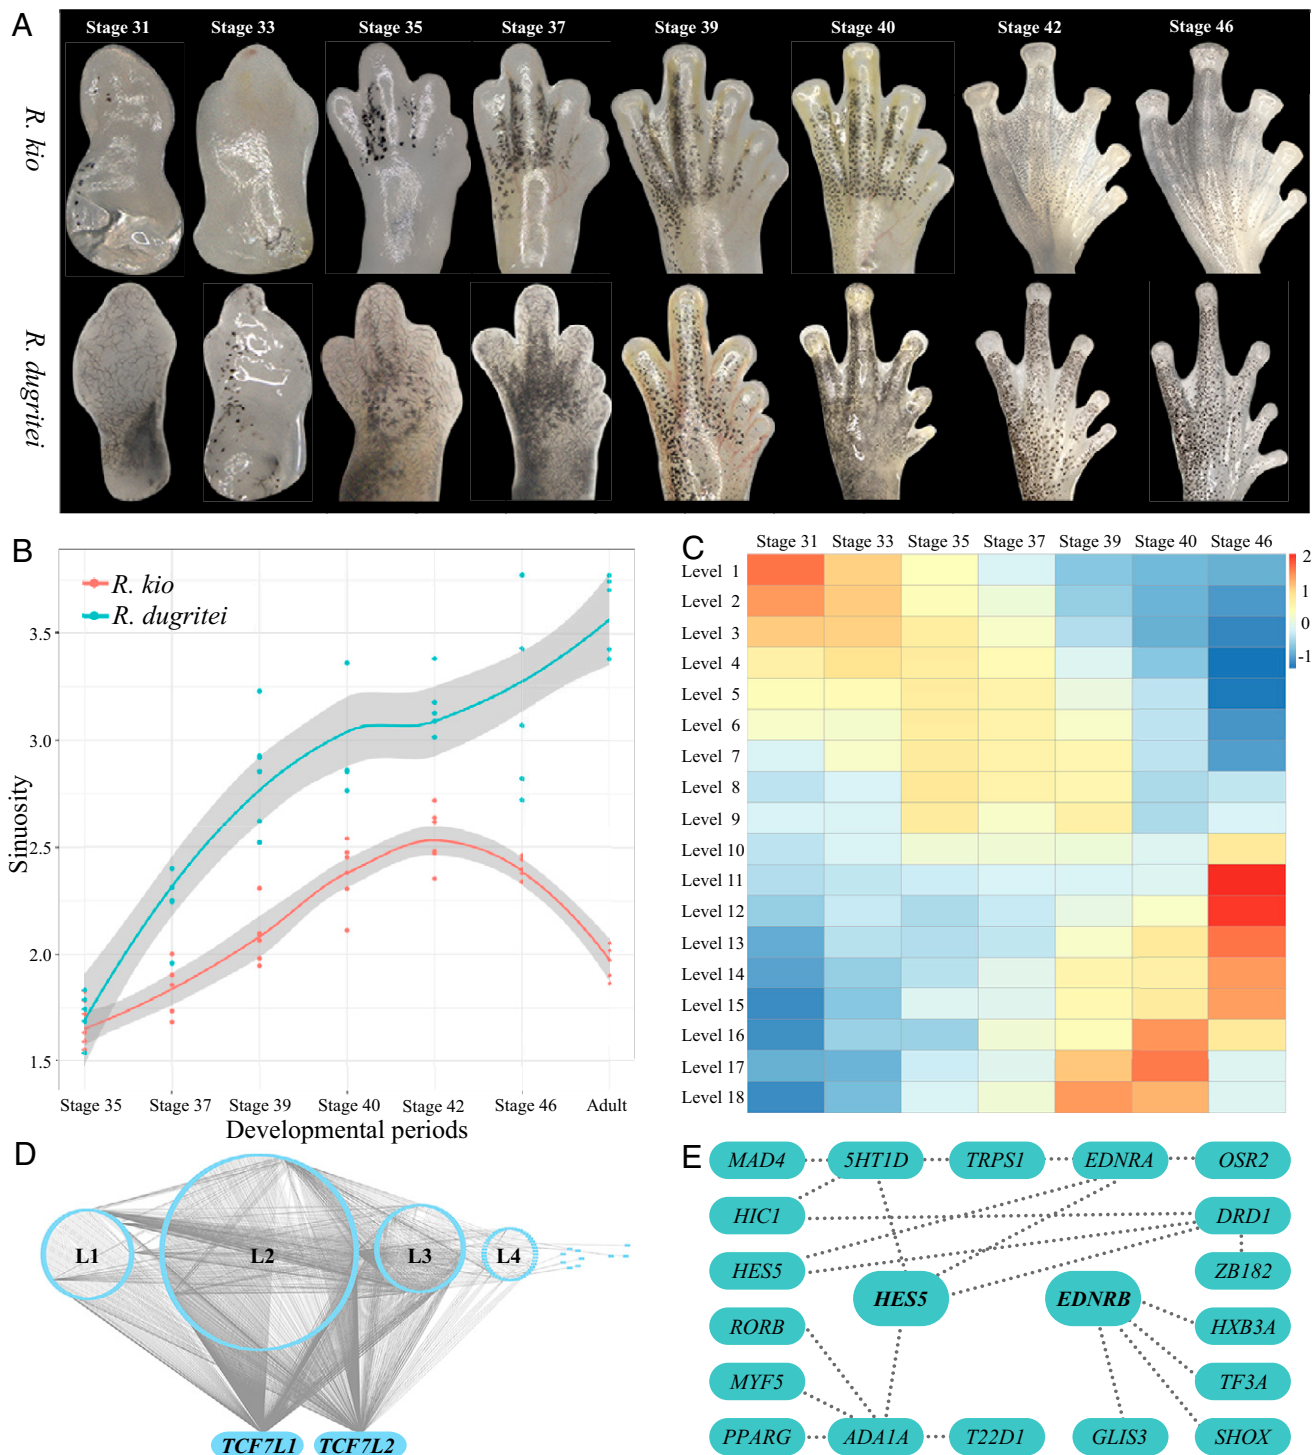 A
Stage 31 Stage 33 Stage 35 Stage 37 Stage 39 Stage 40 Stage 42 Stage 46
R. kio
R. dugritei
B
R. kio
R. dugritei
Sinuosity
3.5
3.0
2.5
2.0
1.5
Stage 35 Stage 37 Stage 39 Stage 40 Stage 42 Stage 46 Adult
Developmental periods
C
Stage 31 Stage 33 Stage 35 Stage 37 Stage 39 Stage 40 Stage 46
Level 1
Level 2
Level 3
Level 4
Level 5
Level 6
Level 7
Level 8
Level 9
Level 10
Level 11
Level 12
Level 13
Level 14
Level 15
Level 16
Level 17
Level 18
2
1
0
-1
D
L1 L2 L3 L4
TCF7L1 TCF7L2
E
MAD4 5HT1D TRPS1 EDNRA OSR2
HIC1 DRD1
HES5 ZB182
HES5 EDNRB
RORB HXB3A
MYF5 TF3A
PPARG ADA1A T22D1 GLIS3 SHOX